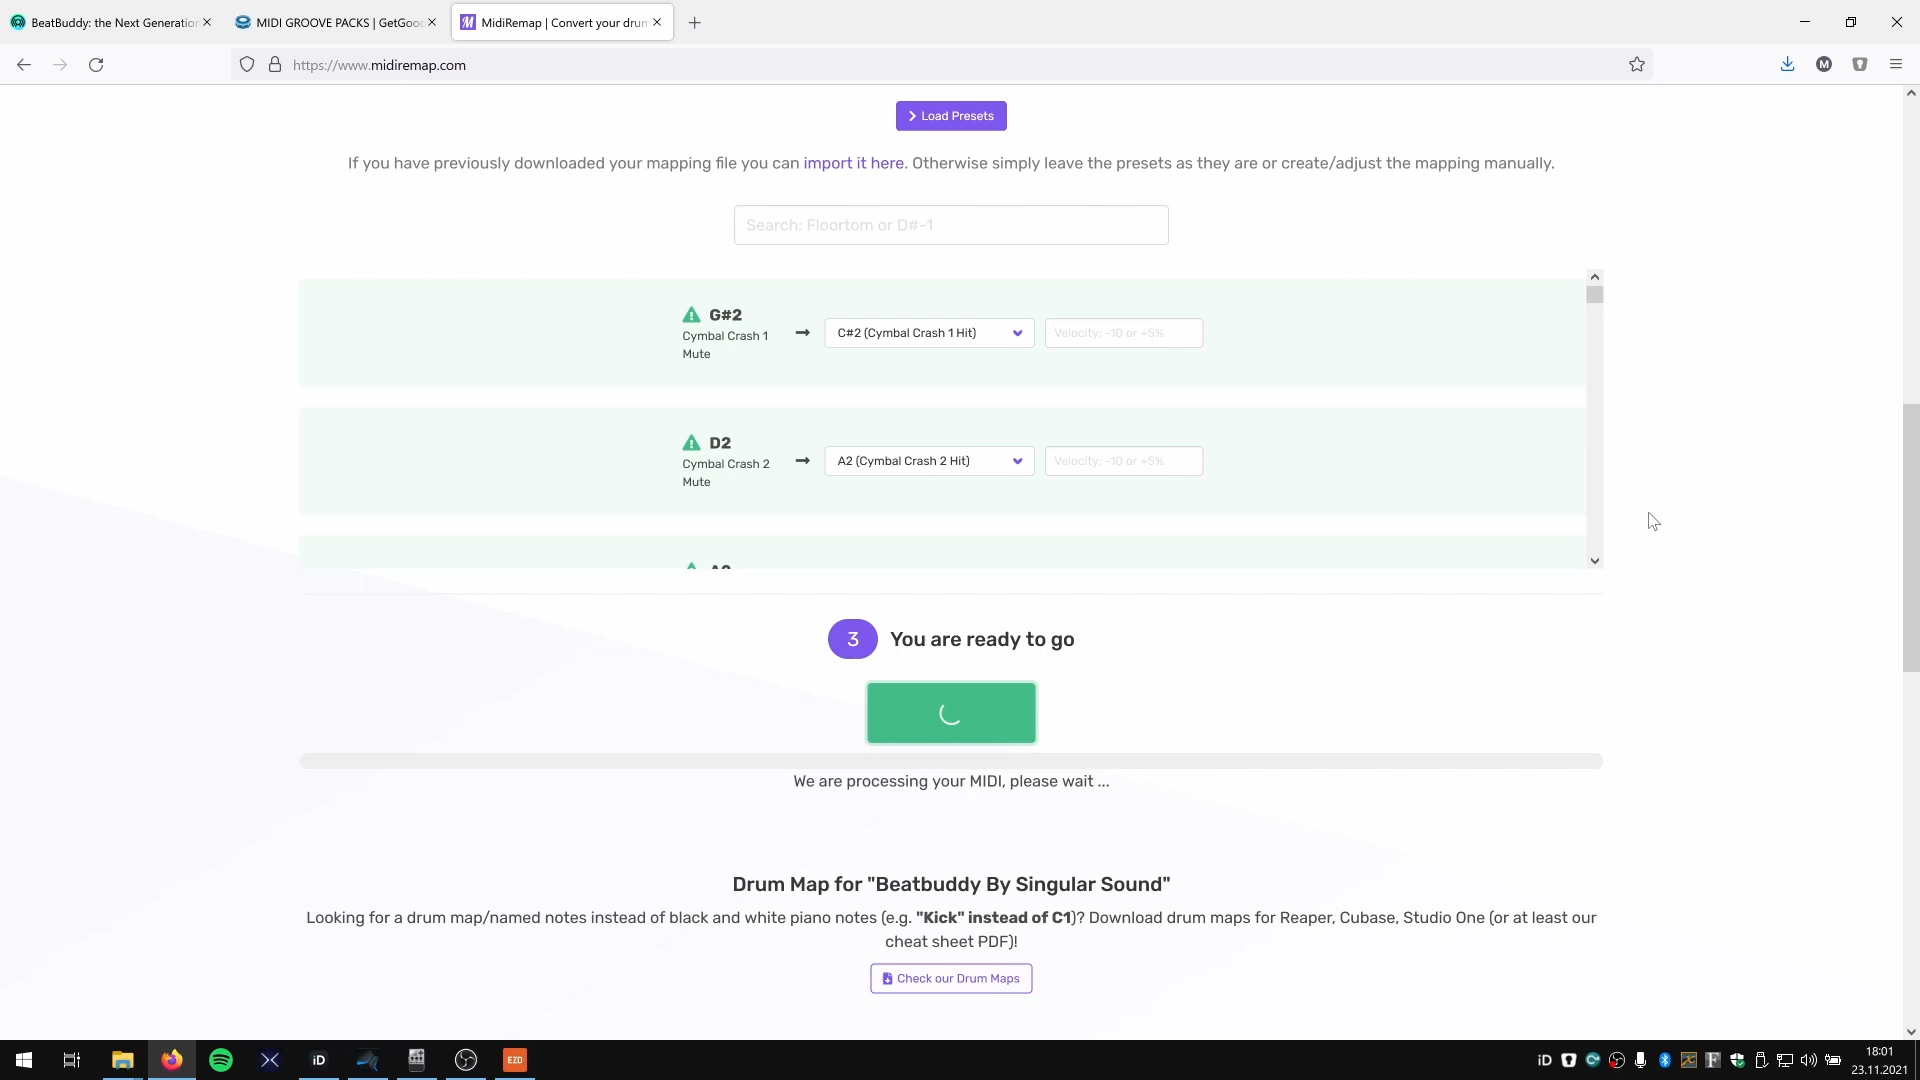 BeatBuddy: the Next Generation
MIDI GROOVE PACKS | GetGoo
MidiRemap | Convert your drum
https://www.midiremap.com
M
Load Presets
If you have previously downloaded your mapping file you can import it here. Otherwise simply leave the presets as they are or create/adjust the mapping manually.
Search: Floortom or D#-1
G#2
Cymbal Crash 1
Mute
C#2 (Cymbal Crash 1 Hit)
Velocity: -10 or +5%
D2
Cymbal Crash 2
Mute
A2 (Cymbal Crash 2 Hit)
Velocity: -10 or +5%
3 You are ready to go
We are processing your MIDI, please wait ...
Drum Map for "Beatbuddy By Singular Sound"
Looking for a drum map/named notes instead of black and white piano notes (e.g. "Kick" instead of C1)? Download drum maps for Reaper, Cubase, Studio One (or at least our
cheat sheet PDF)!
Check our Drum Maps
iD
EZD
iD
18:01
23.11.2021